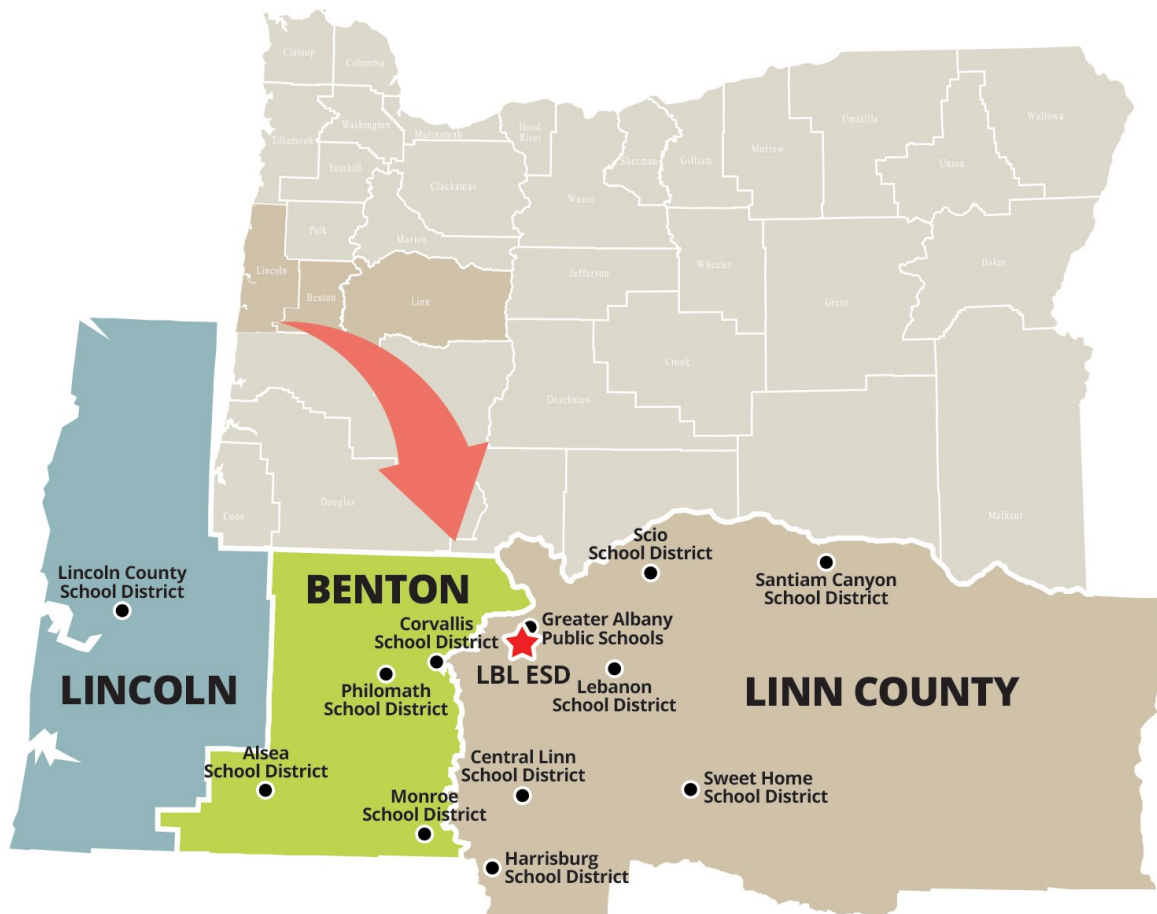 Clatsop
Columbia
Tillamook
Washington
Multnomah
Hood
River
Yamhill
Clackamas
Wasco
Sherman
Gilliam
Morrow
Umatilla
Union
Wallowa
Polk
Marion
Lincoln
Benton
Linn
Jefferson
Wheeler
Grant
Baker
Crook
Deschutes
Coos
Douglas
Malheur
Lincoln County
School District
LINCOLN
BENTON
Corvallis
School District
Philomath
School District
Alsea
School District
Monroe
School District
Scio
School District
Santiam Canyon
School District
Greater Albany
Public Schools
LBL ESD
Lebanon
School District
LINN COUNTY
Central Linn
School District
Sweet Home
School District
Harrisburg
School District